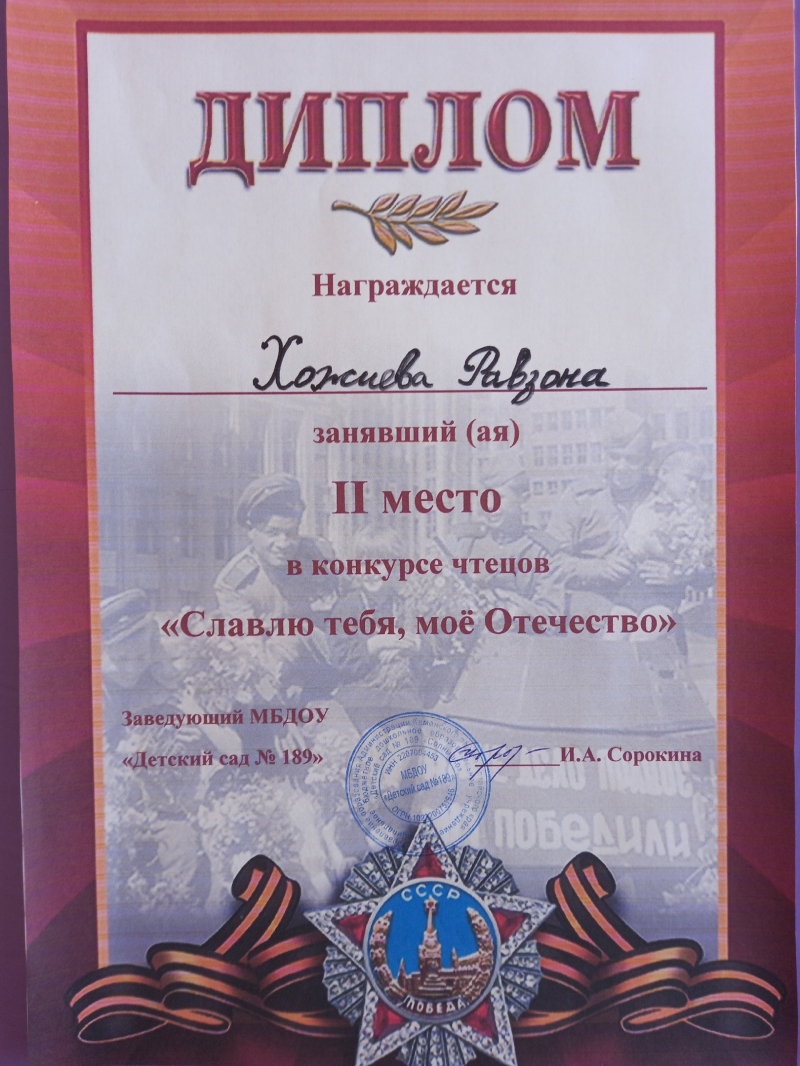 ДИПЛОМ
Награждается
Хожиева Равзона
занявший (ая)
II место
в конкурсе чтецов
«Славлю тебя, моё Отечество»
Заведующий МБДОУ
«Детский сад № 189»
И.А. Сорокина
МБДОУ
«Детский сад №189»
ПОБЕДИЛИ!
СССР
ПОБЕДА